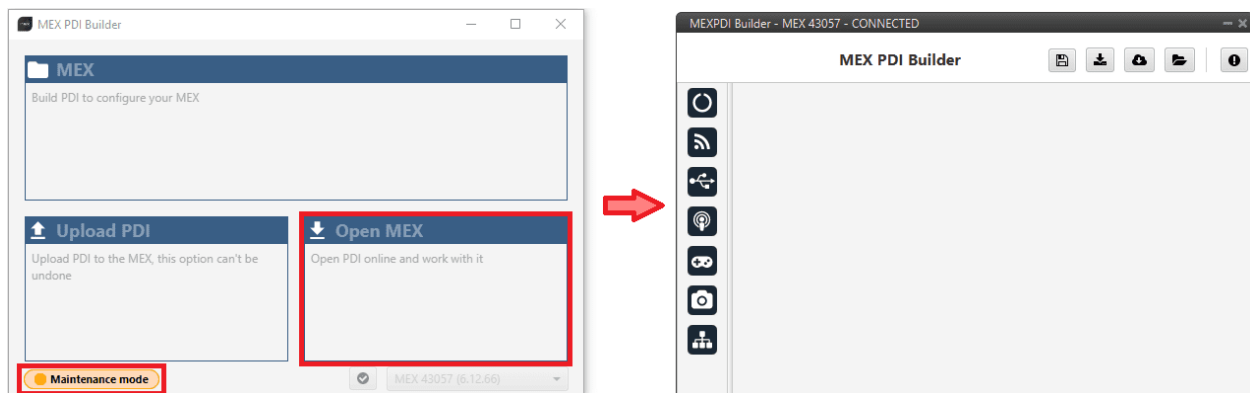 MEX PDI Builder
MEX
Build PDI to configure your MEX
Upload PDI
Upload PDI to the MEX, this option can't be
undone
Open MEX
Open PDI online and work with it
Maintenance mode
MEX 43057 (6.12.66)
MEXPDI Builder - MEX 43057 - CONNECTED
MEX PDI Builder